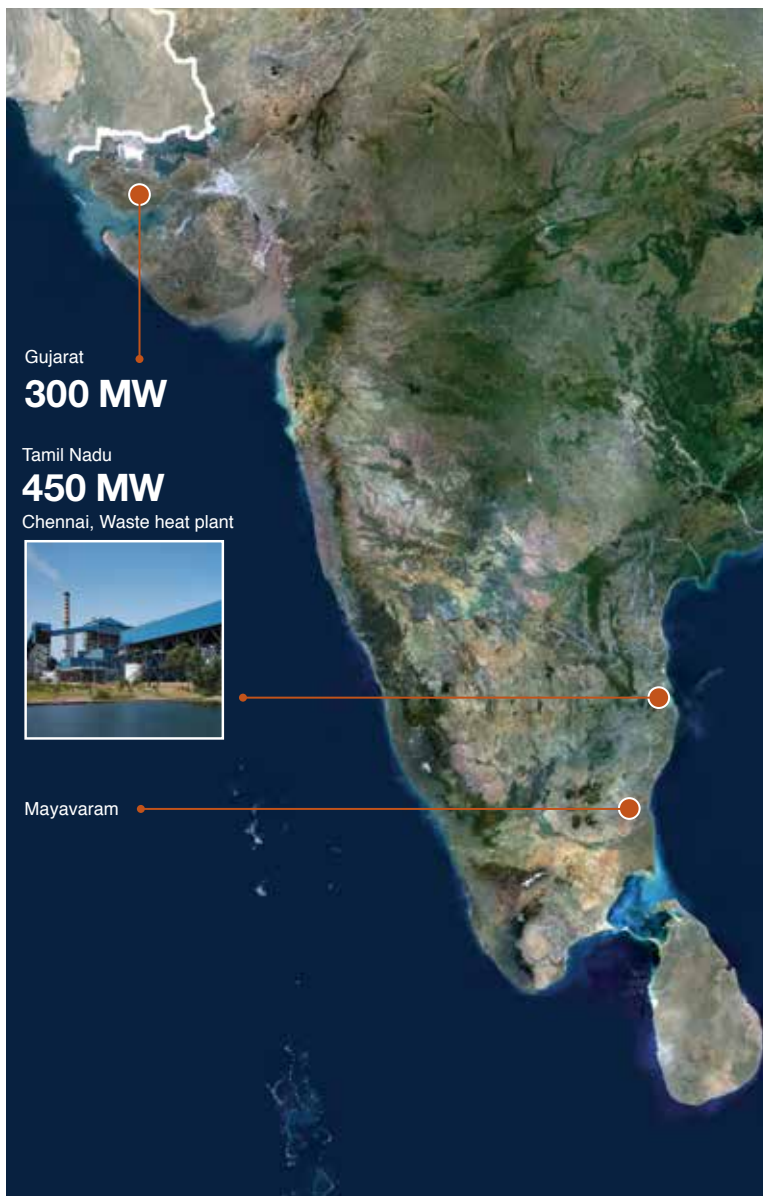 Gujarat
300 MW
Tamil Nadu
450 MW
Chennai, Waste heat plant
Mayavaram